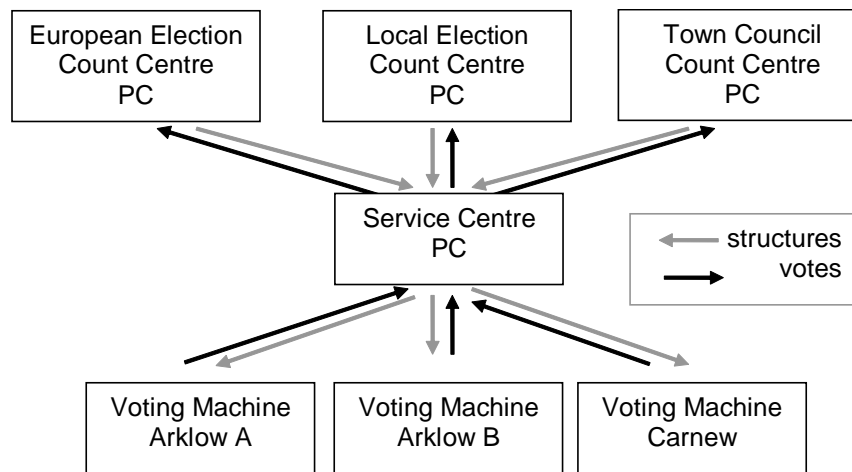 European Election
Count Centre
PC
Local Election
Count Centre
PC
Town Council
Count Centre
PC
Service Centre
PC
structures
votes
Voting Machine
Arklow A
Voting Machine
Arklow B
Voting Machine
Carnew